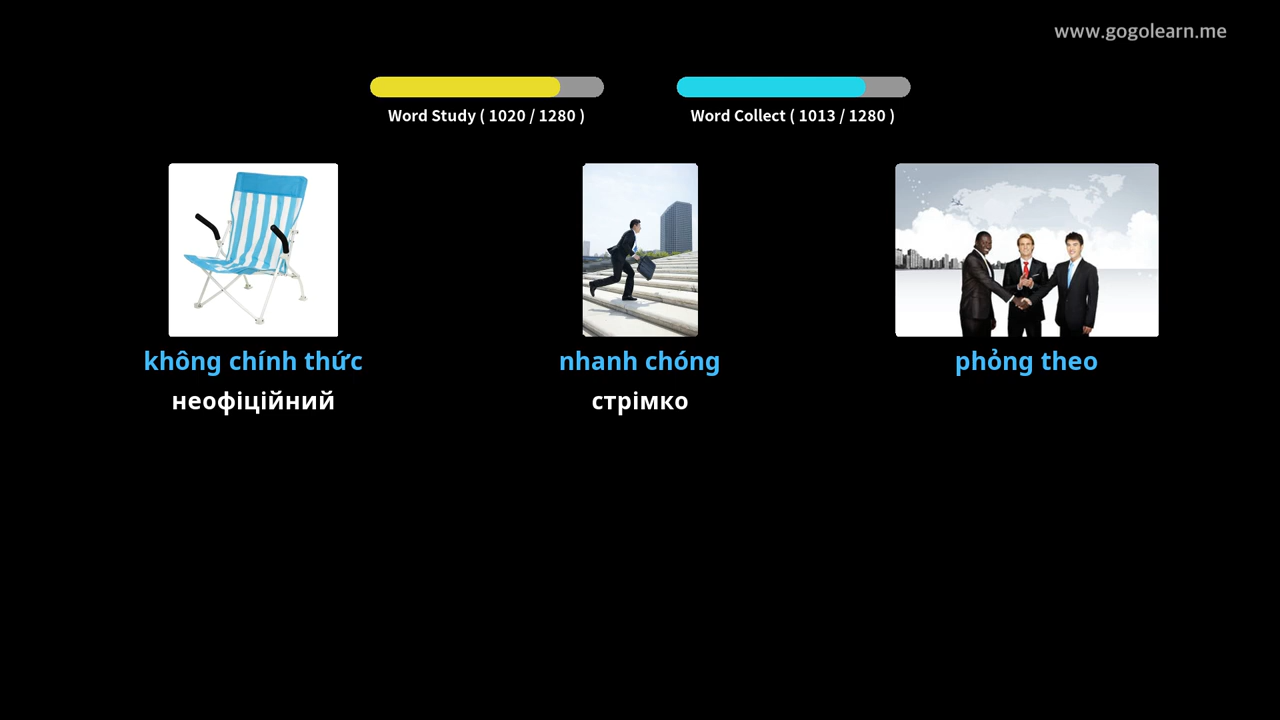 www.gogolearn.me
Word Study ( 1020 / 1280 )
Word Collect ( 1013 / 1280 )
không chính thức
nhanh chóng
phỏng theo
неофіційний
стрімко